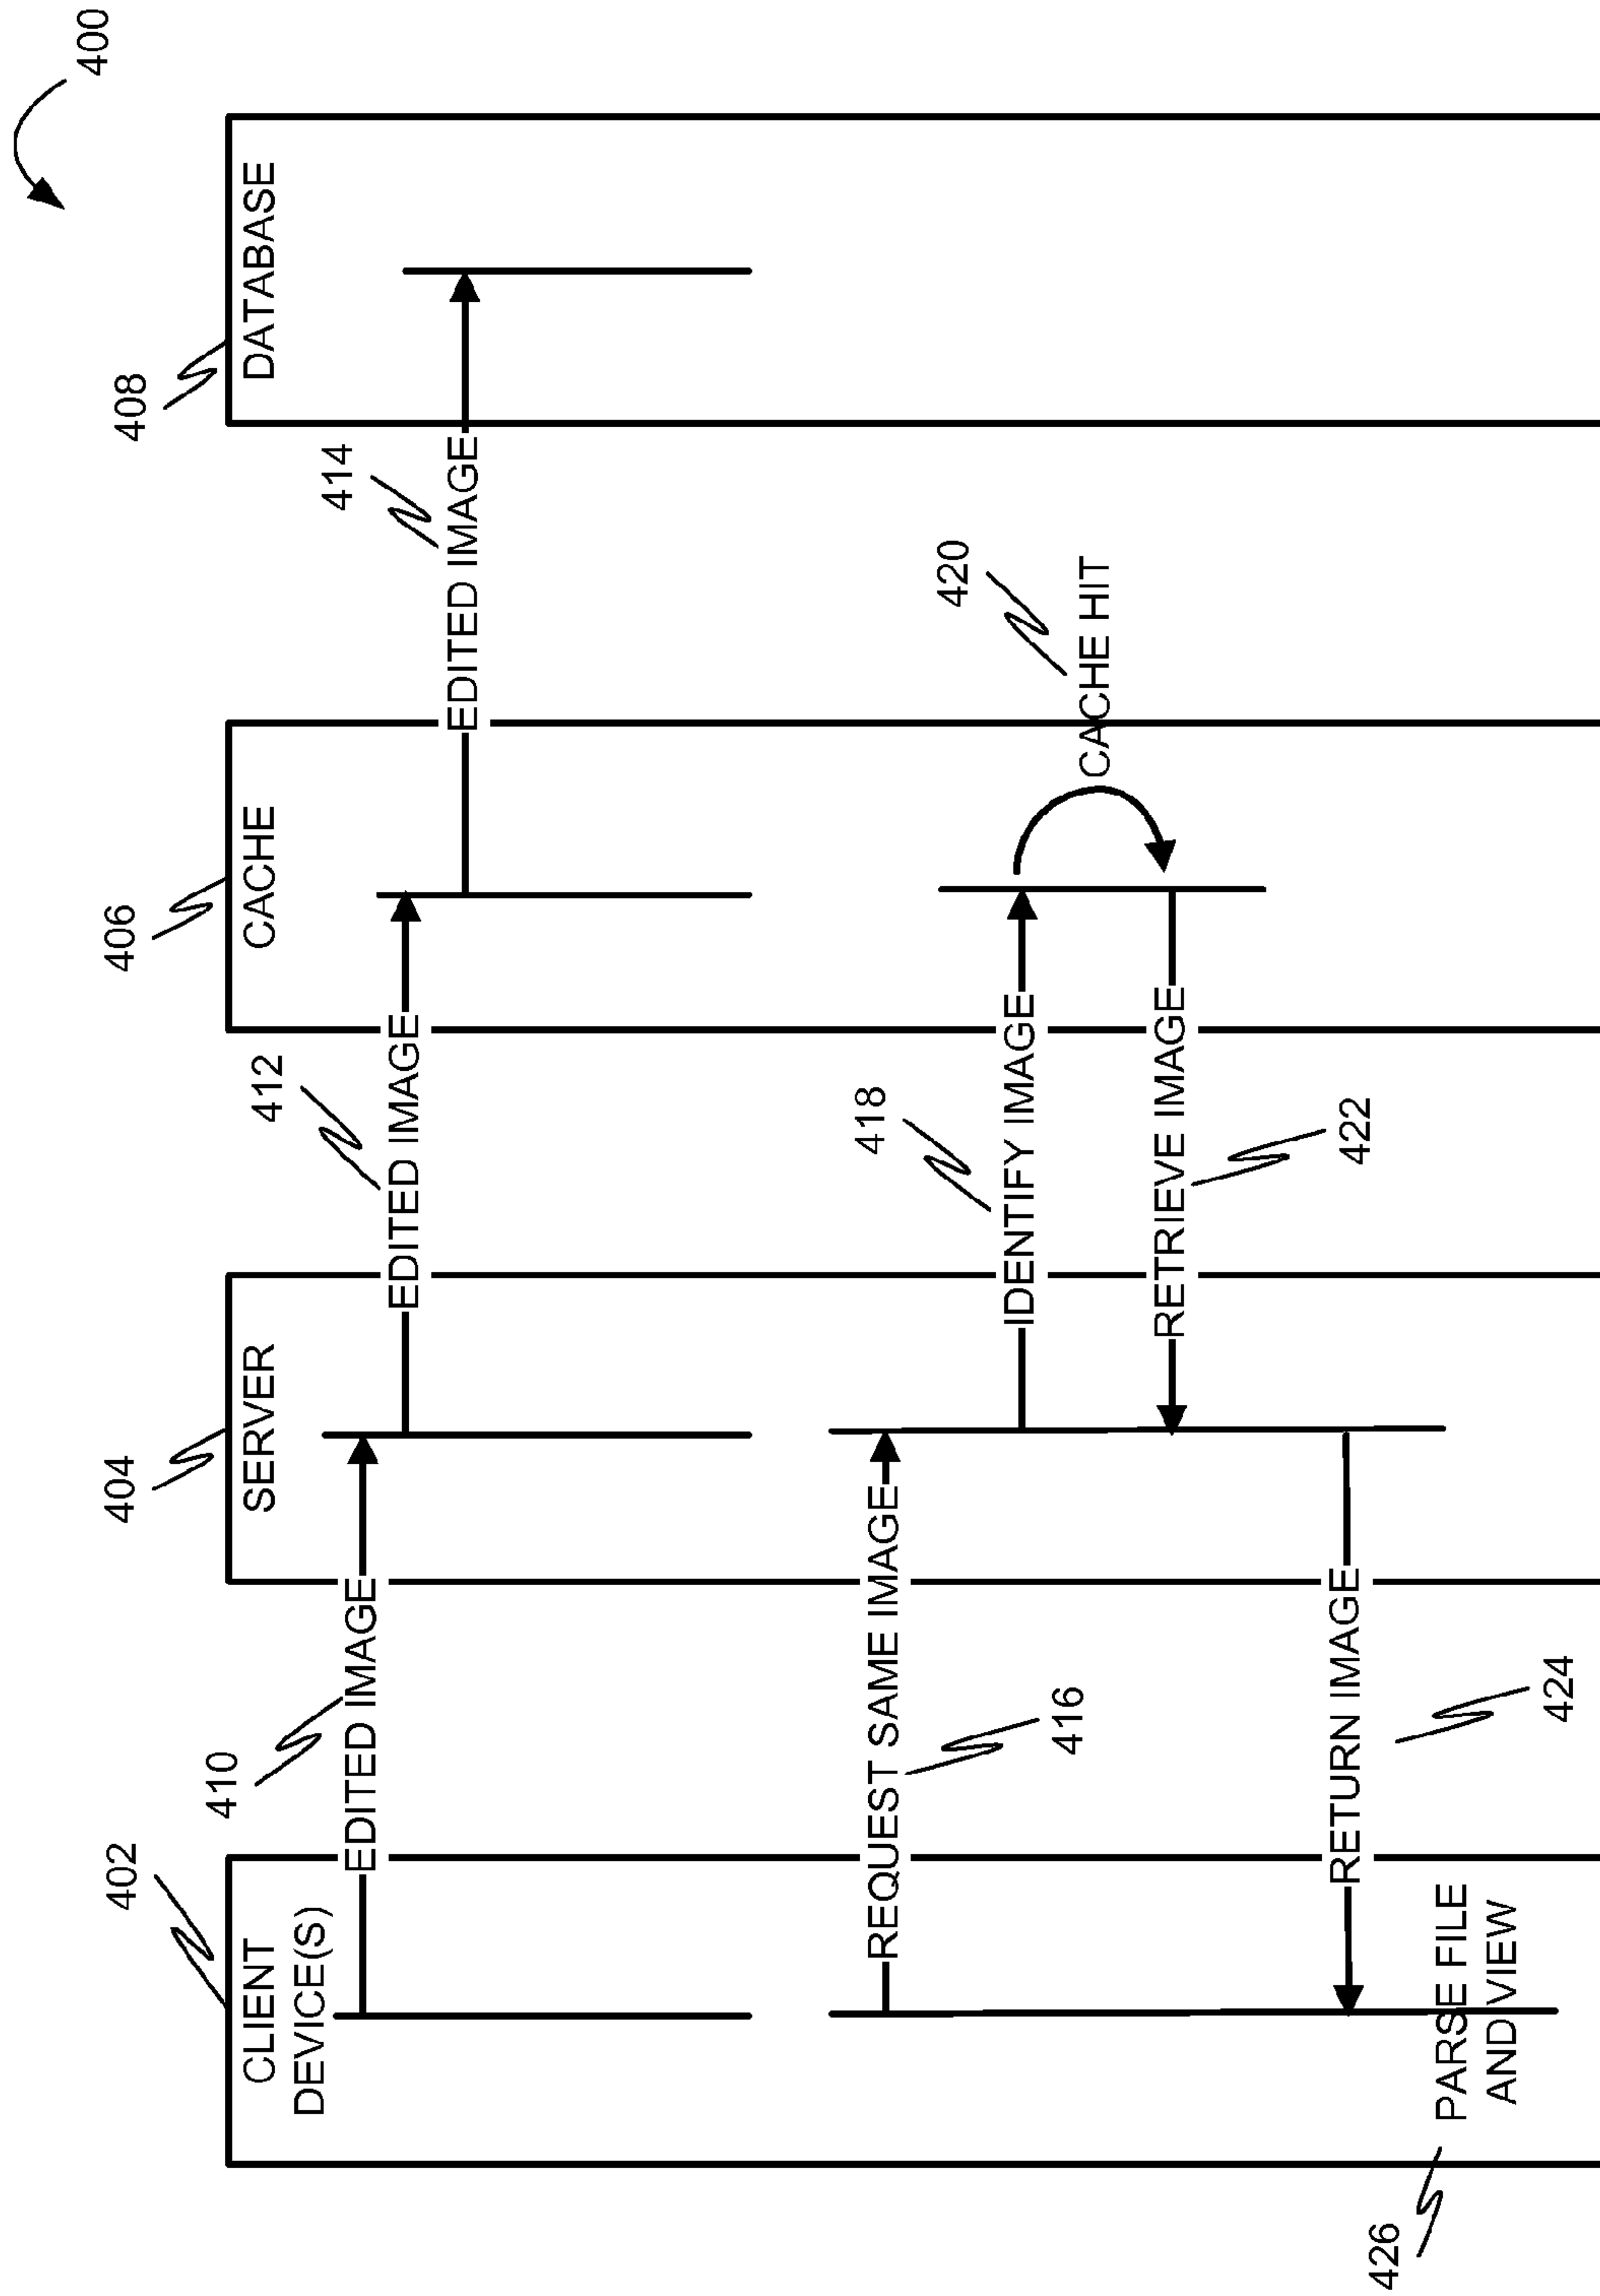 400
402
404
406
408
CLIENT
DEVICE(S)
SERVER
CACHE
DATABASE
410
EDITED IMAGE
412
EDITED IMAGE
414
EDITED IMAGE
REQUEST SAME IMAGE
416
418
IDENTIFY IMAGE
420
CACHE HIT
RETRIEVE IMAGE
422
RETURN IMAGE
424
426
PARSE FILE
AND VIEW